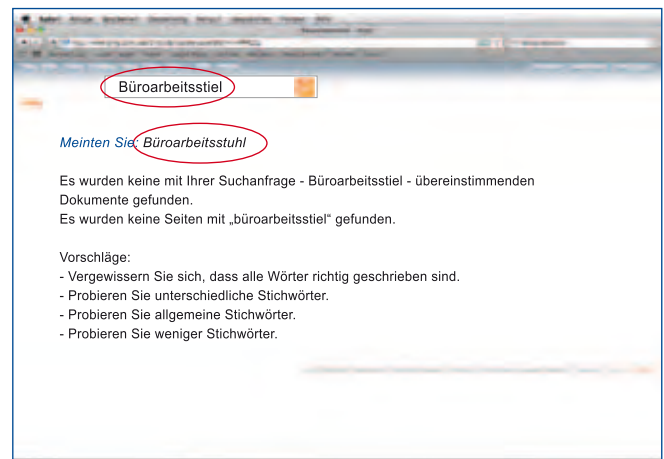 Büroarbeitsstiel
Meinten Sie: Büroarbeitsstuhl
Es wurden keine mit Ihrer Suchanfrage - Büroarbeitsstiel - übereinstimmenden
Dokumente gefunden.
Es wurden keine Seiten mit „büroarbeitsstiel“ gefunden.
Vorschläge:
- Vergewissern Sie sich, dass alle Wörter richtig geschrieben sind.
- Probieren Sie unterschiedliche Stichwörter.
- Probieren Sie allgemeine Stichwörter.
- Probieren Sie weniger Stichwörter.